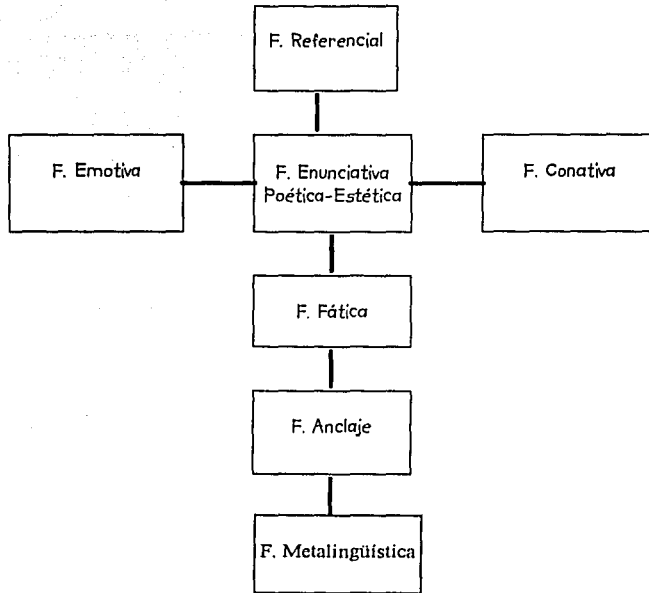 F. Referencial
F. Emotiva
F. Enunciativa
Poética-Estética
F. Conativa
F. Fática
F. Anclaje
F. Metalingüística